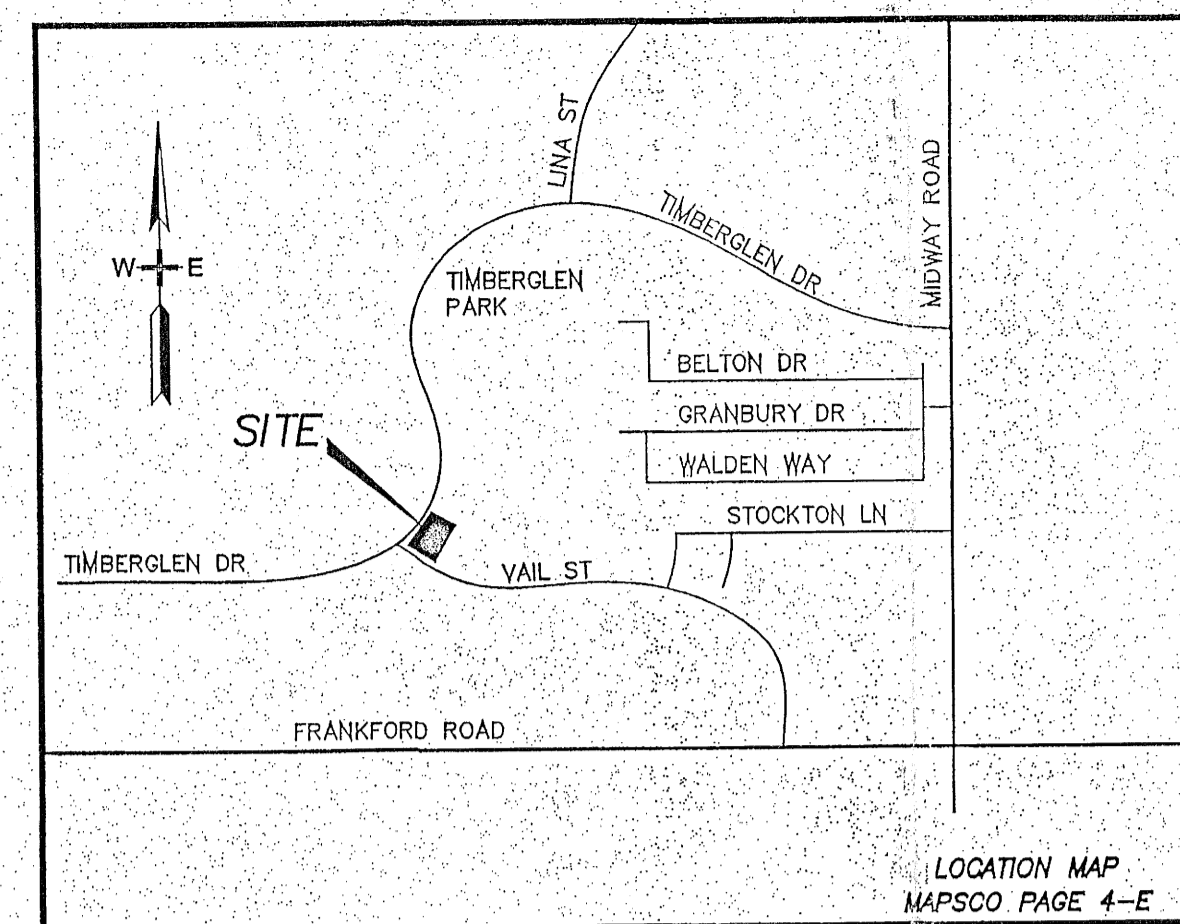 LINA ST
TIMBERGLEN DR
MIDWAY ROAD
W E
TIMBERGLEN
PARK
BELTON DR
GRANBURY DR
WALDEN WAY
SITE
STOCKTON LN
TIMBERGLEN DR
VAIL ST
FRANKFORD ROAD
LOCATION MAP
MAPSCO PAGE 4-E